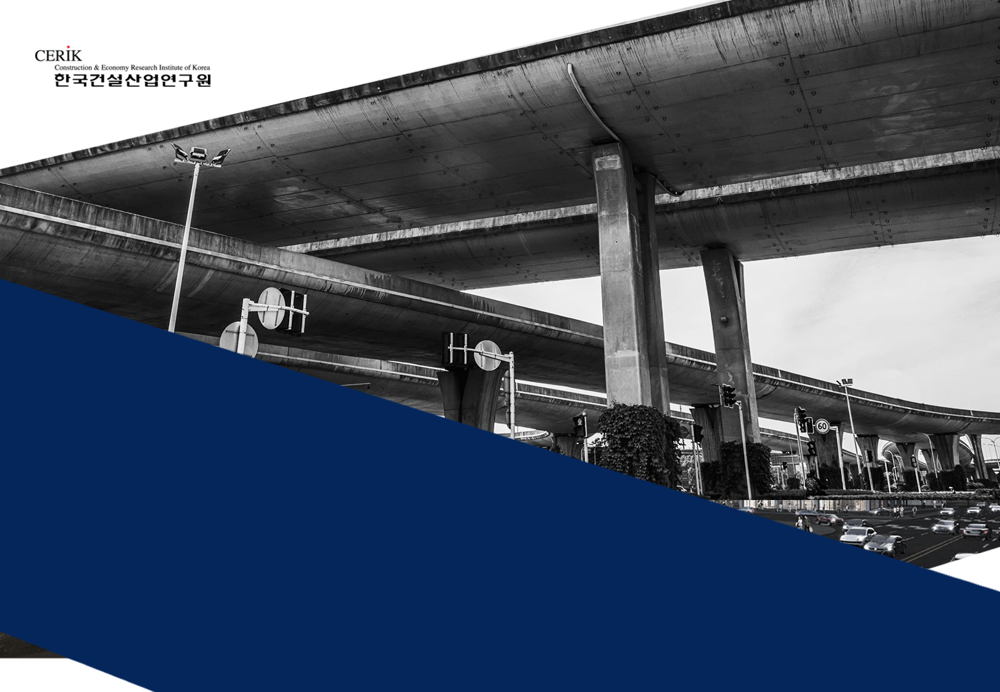 CERIK
Construction & Economy Research Institute of Korea
한국건설산업연구원
60